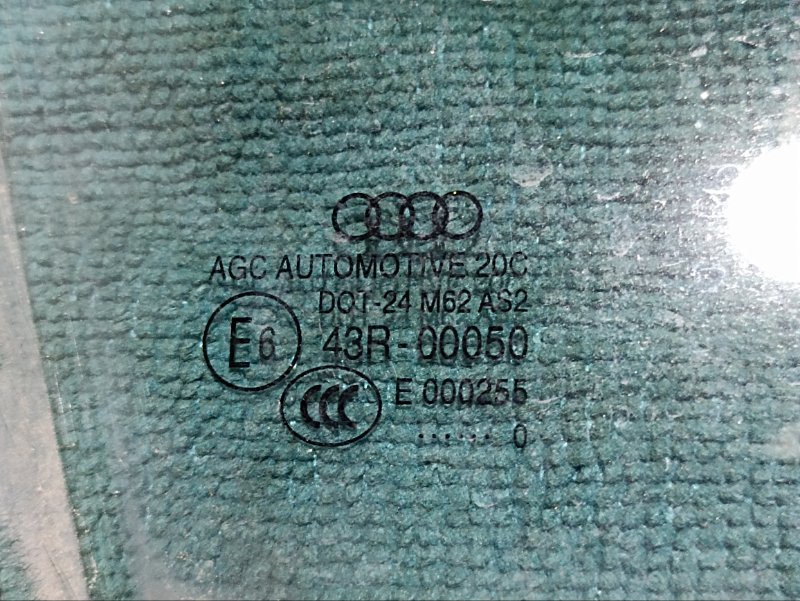 AGC AUTOMOTIVE 20C
DOT-24 M62 AS2
E6 43R-00050
CCC E 000255
...... 0